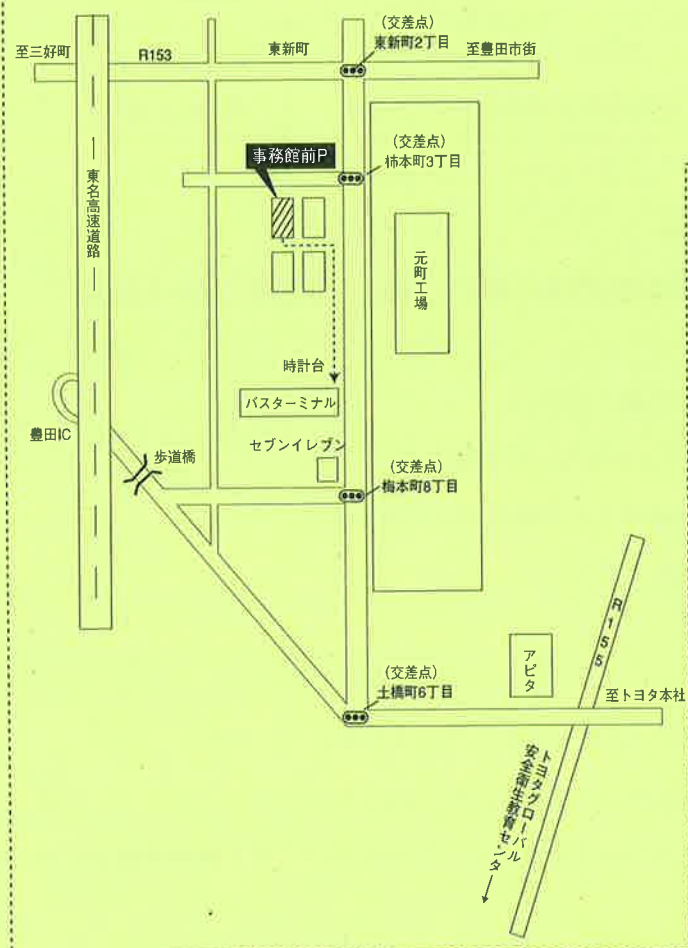 (交差点)
東新町2丁目
至三好町
R153
東新町
至豊田市街
事務館前P
(交差点)
柿本町3丁目
東名高速道路
元町工場
時計台
バスターミナル
豊田IC
セブンイレブン
歩道橋
(交差点)
梅本町8丁目
R155
アピタ
(交差点)
土橋町6丁目
至トヨタ本社
トヨタグローバル
安全衛生教育センター